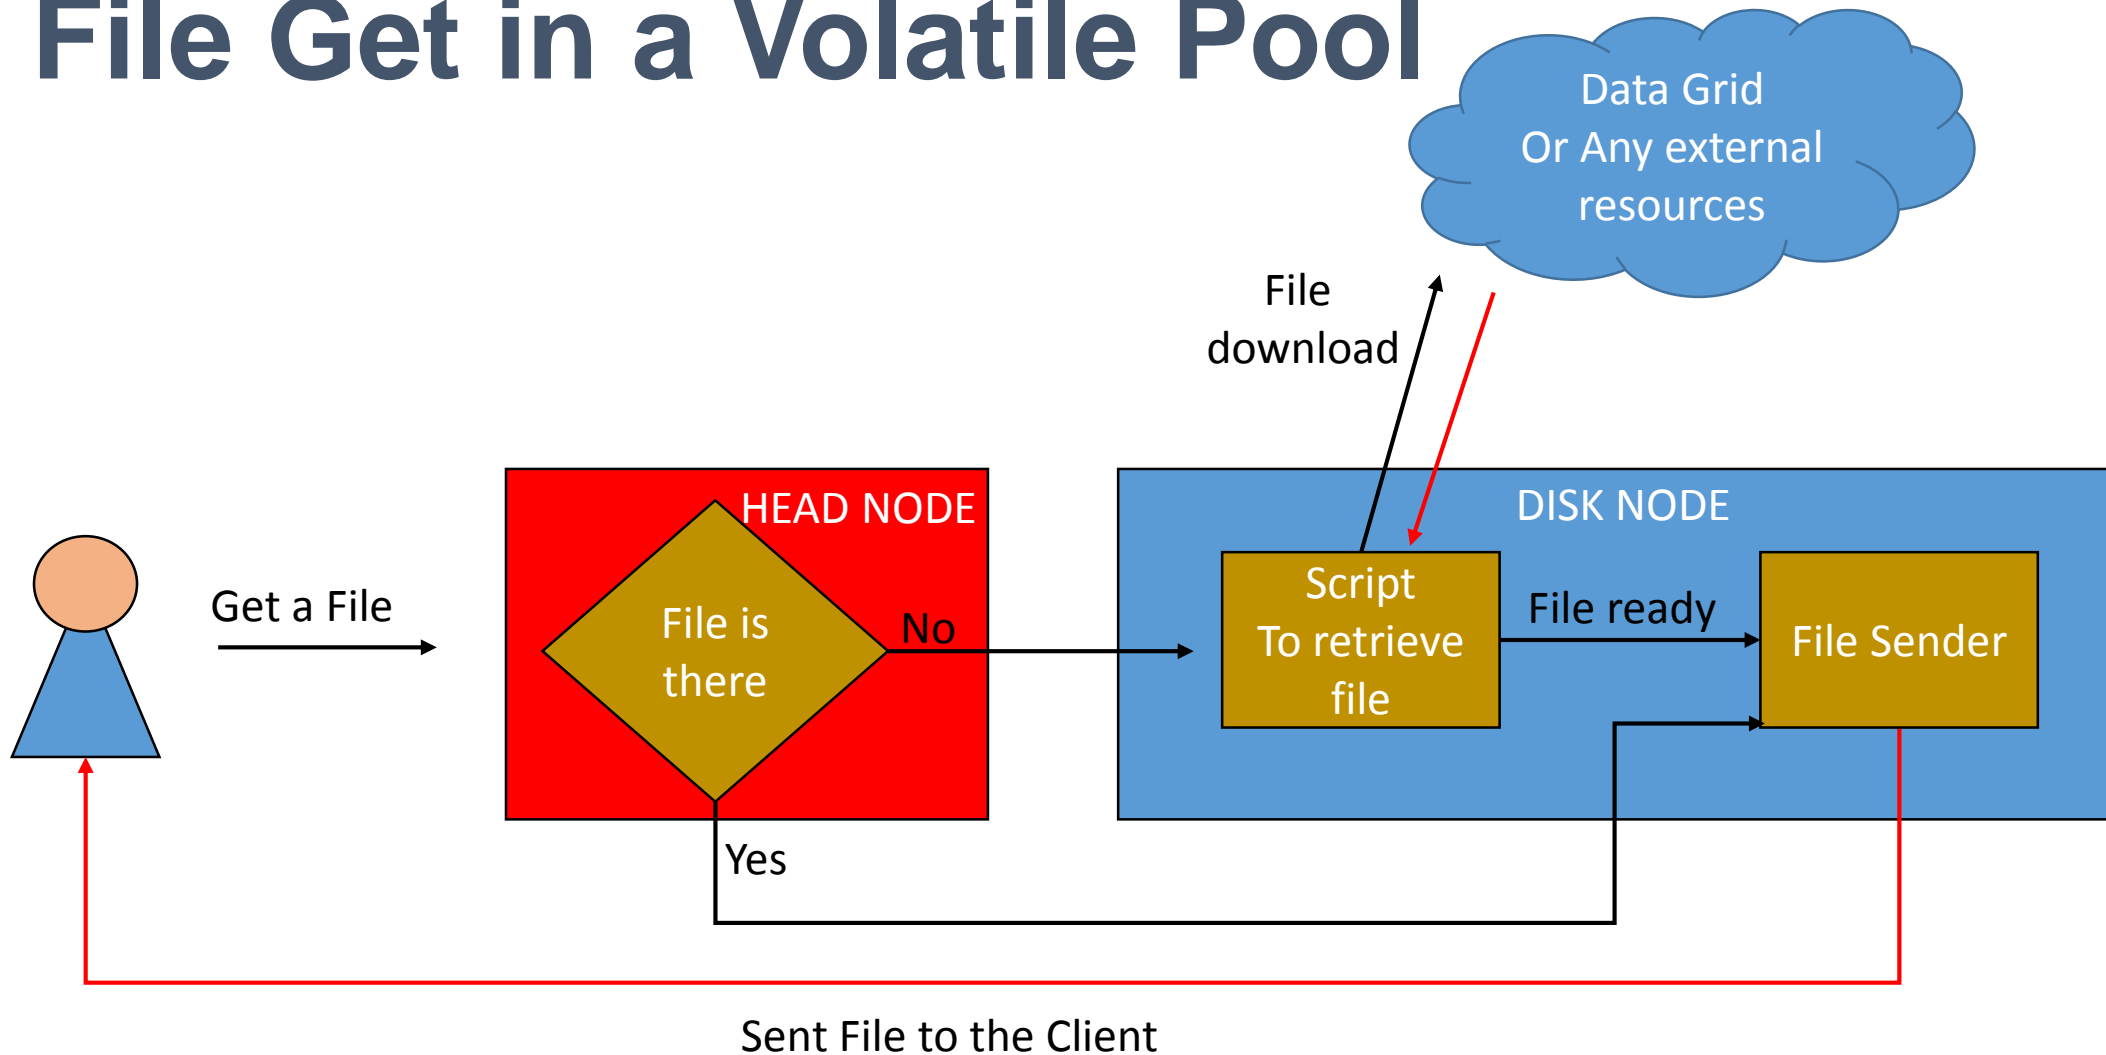 File Get in a Volatile Pool
Data Grid
Or Any external
resources
File
download
HEAD NODE
DISK NODE
Get a File
File is
there
No
Script
To retrieve
file
File ready
File Sender
Yes
Sent File to the Client